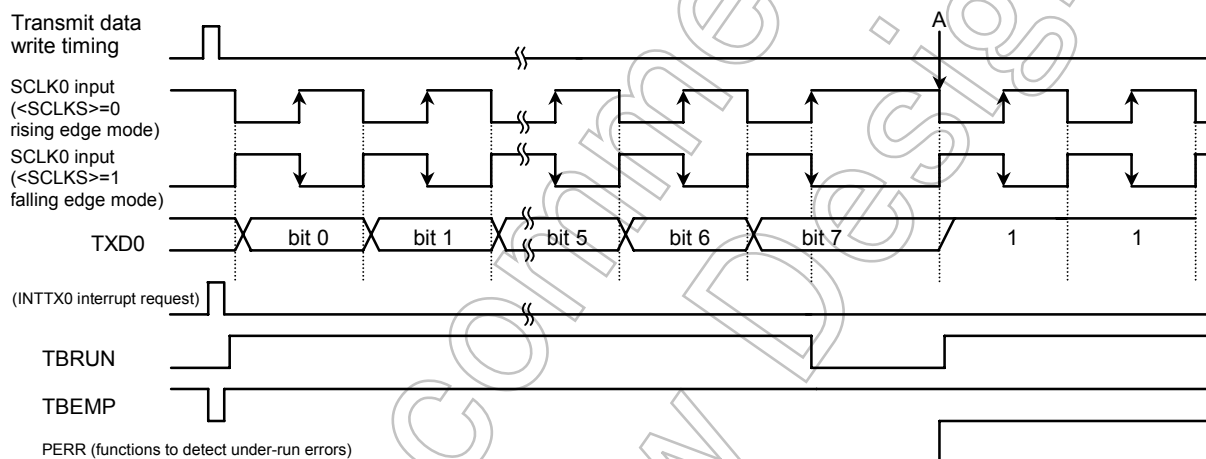 Transmit data
write timing
A
SCLK0 input
(<SCLKS>=0
rising edge mode)
SCLK0 input
(<SCLKS>=1
falling edge mode)
TXD0 bit 0 bit 1 bit 5 bit 6 bit 7 1 1
(INTTX0 interrupt request)
TBRUN
TBEMP
PERR (functions to detect under-run errors)